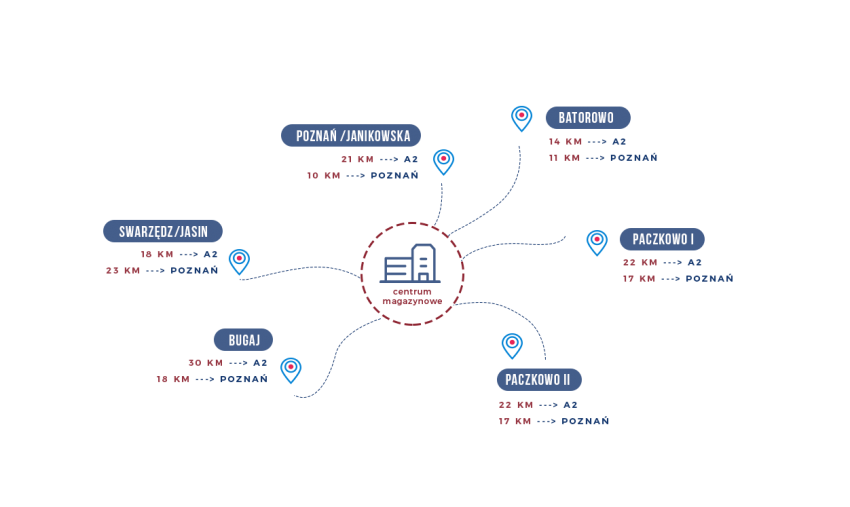 BATOROWO
14 KM ---> A2
11 KM ---> POZNAŃ
POZNAŃ /JANIKOWSKA
21 KM ---> A2
10 KM ---> POZNAŃ
SWARZĘDZ/JASIN
18 KM ---> A2
23 KM ---> POZNAŃ
PACZKOWO I
22 KM ---> A2
17 KM ---> POZNAŃ
centrum
magazynowe
BUGAJ
30 KM ---> A2
18 KM ---> POZNAŃ
PACZKOWO II
22 KM ---> A2
17 KM ---> POZNAŃ